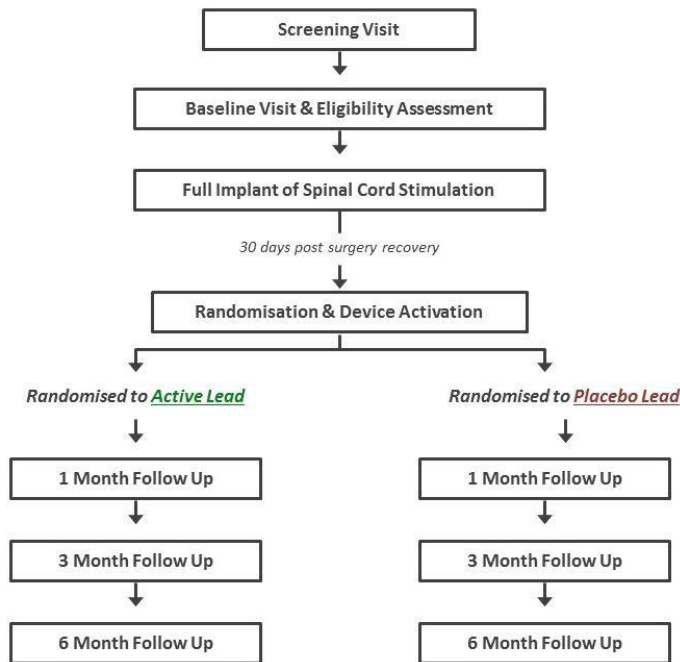 Screening Visit
Baseline Visit & Eligibility Assessment
Full Implant of Spinal Cord Stimulation
30 days post surgery recovery
Randomisation & Device Activation
Randomised to Active Lead
Randomised to Placebo Lead
1 Month Follow Up
1 Month Follow Up
3 Month Follow Up
3 Month Follow Up
6 Month Follow Up
6 Month Follow Up